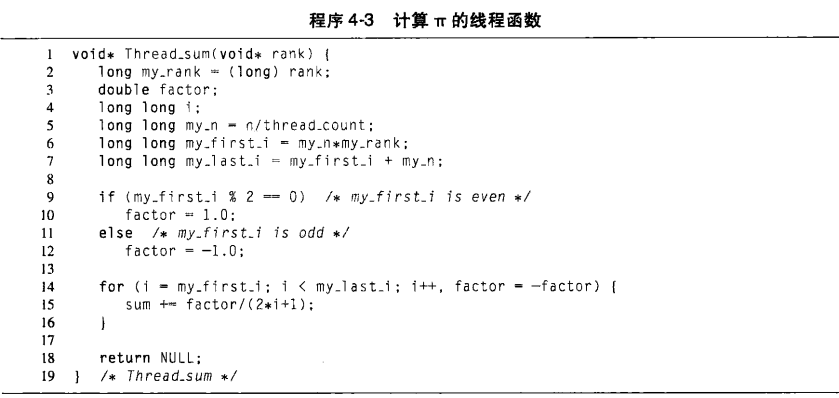 程序 4-3 计算 π 的线程函数
1 void* Thread_sum(void* rank) {
2 long my_rank = (long) rank;
3 double factor;
4 long long i;
5 long long my_n = n/thread_count;
6 long long my_first_i = my_n*my_rank;
7 long long my_last_i = my_first_i + my_n;
8
9 if (my_first_i % 2 == 0) /* my_first_i is even */
10 factor = 1.0;
11 else /* my_first_i is odd */
12 factor = -1.0;
13
14 for (i = my_first_i; i < my_last_i; i++, factor = -factor) {
15 sum += factor/(2*i+1);
16 }
17
18 return NULL;
19 } /* Thread_sum */